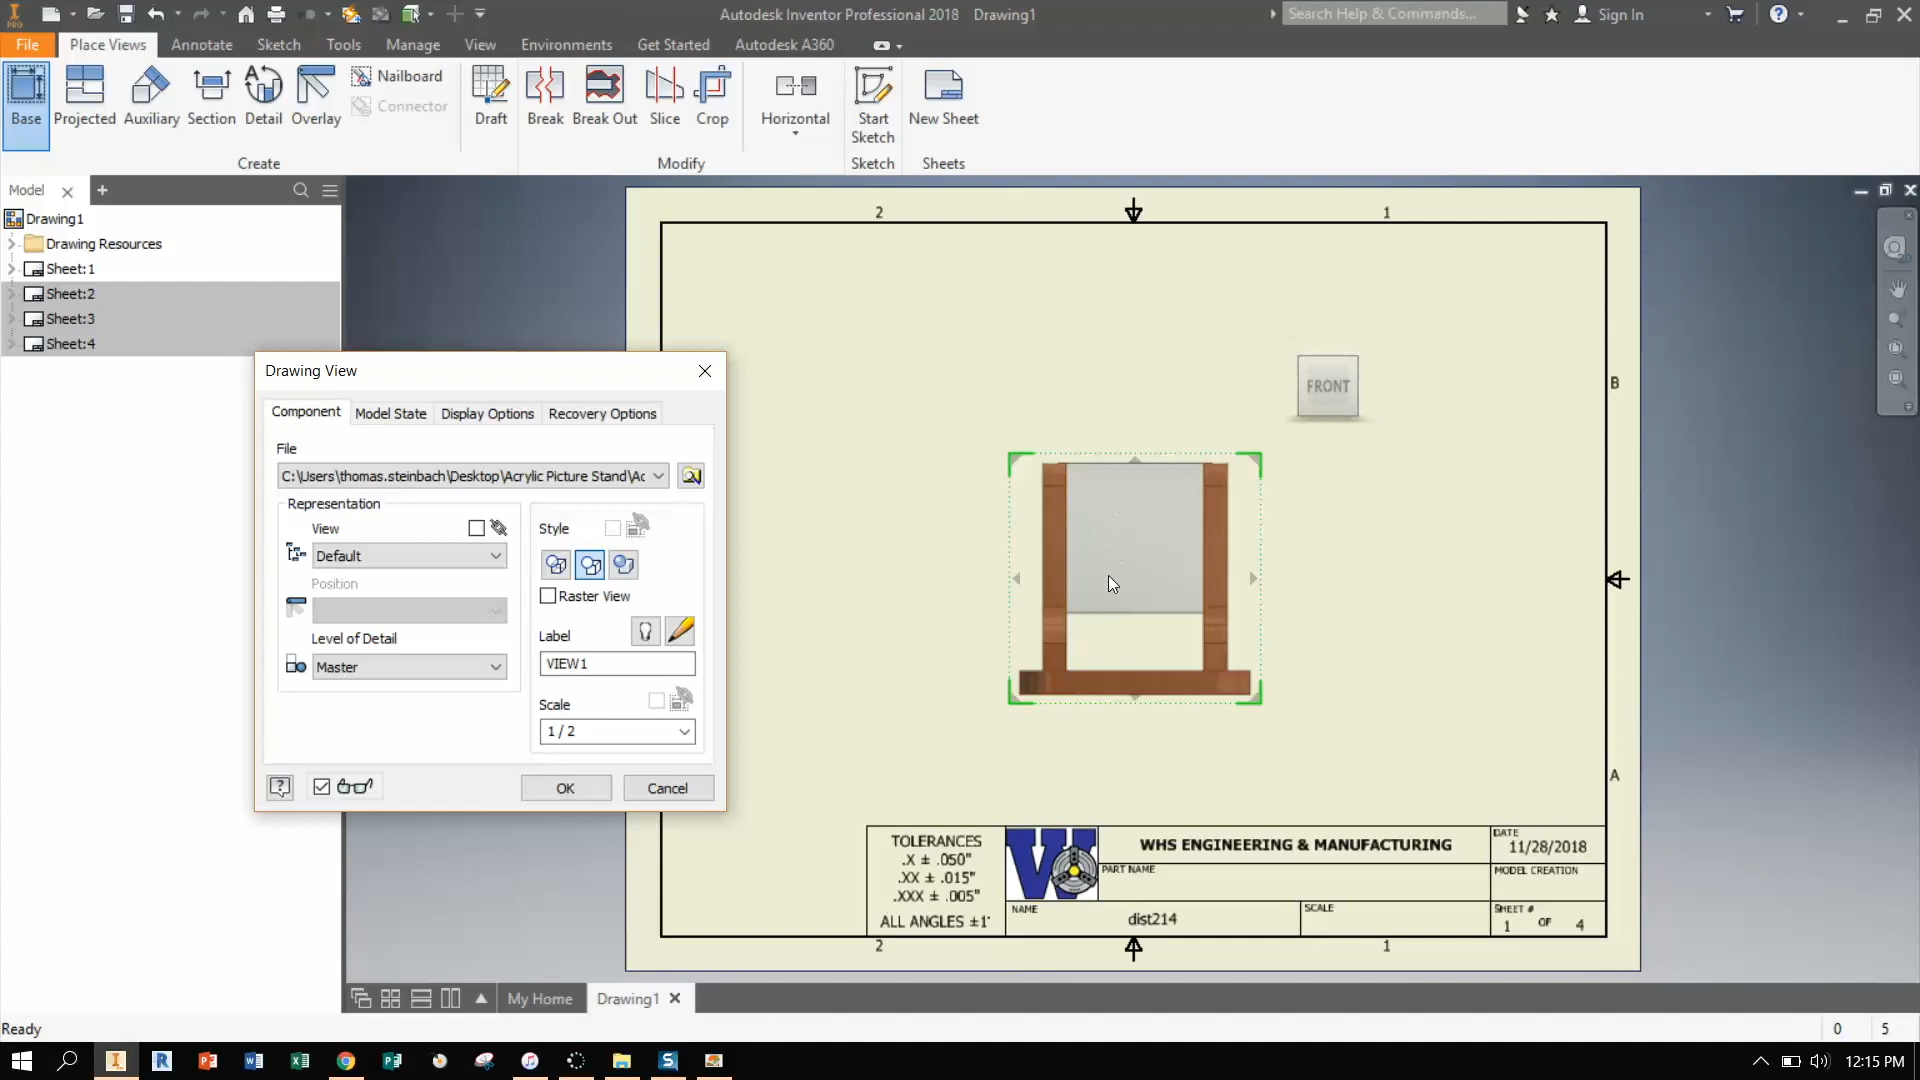 PRO
Autodesk Inventor Professional 2018 Drawing1
Search Help & Commands...
Sign In
File Place Views Annotate Sketch Tools Manage View Environments Get Started Autodesk A360
Nailboard
Connector
Base Projected Auxiliary Section Detail Overlay Draft Break Break Out Slice Crop Horizontal Start Sketch New Sheet
Create Modify Sketch Sheets
Model
Drawing1
Drawing Resources
Sheet:1
Sheet:2
Sheet:3
Sheet:4
Drawing View
Component Model State Display Options Recovery Options
File
C:\Users\thomas.steinbach\Desktop\Acrylic Picture Stand\Ac
Representation
View
Default
Position
Level of Detail
Master
Style
Raster View
Label
VIEW1
Scale
1 / 2
OK Cancel
2 1
FRONT
B
A
TOLERANCES
.X ± .050"
.XX ± .015"
.XXX ± .005"
ALL ANGLES ±1°
WHS ENGINEERING & MANUFACTURING
PART NAME
NAME
dist214
SCALE
DATE
11/28/2018
MODEL CREATION
SHEET #
1 OF 4
2 1
My Home Drawing1
Ready
0 5
12:15 PM